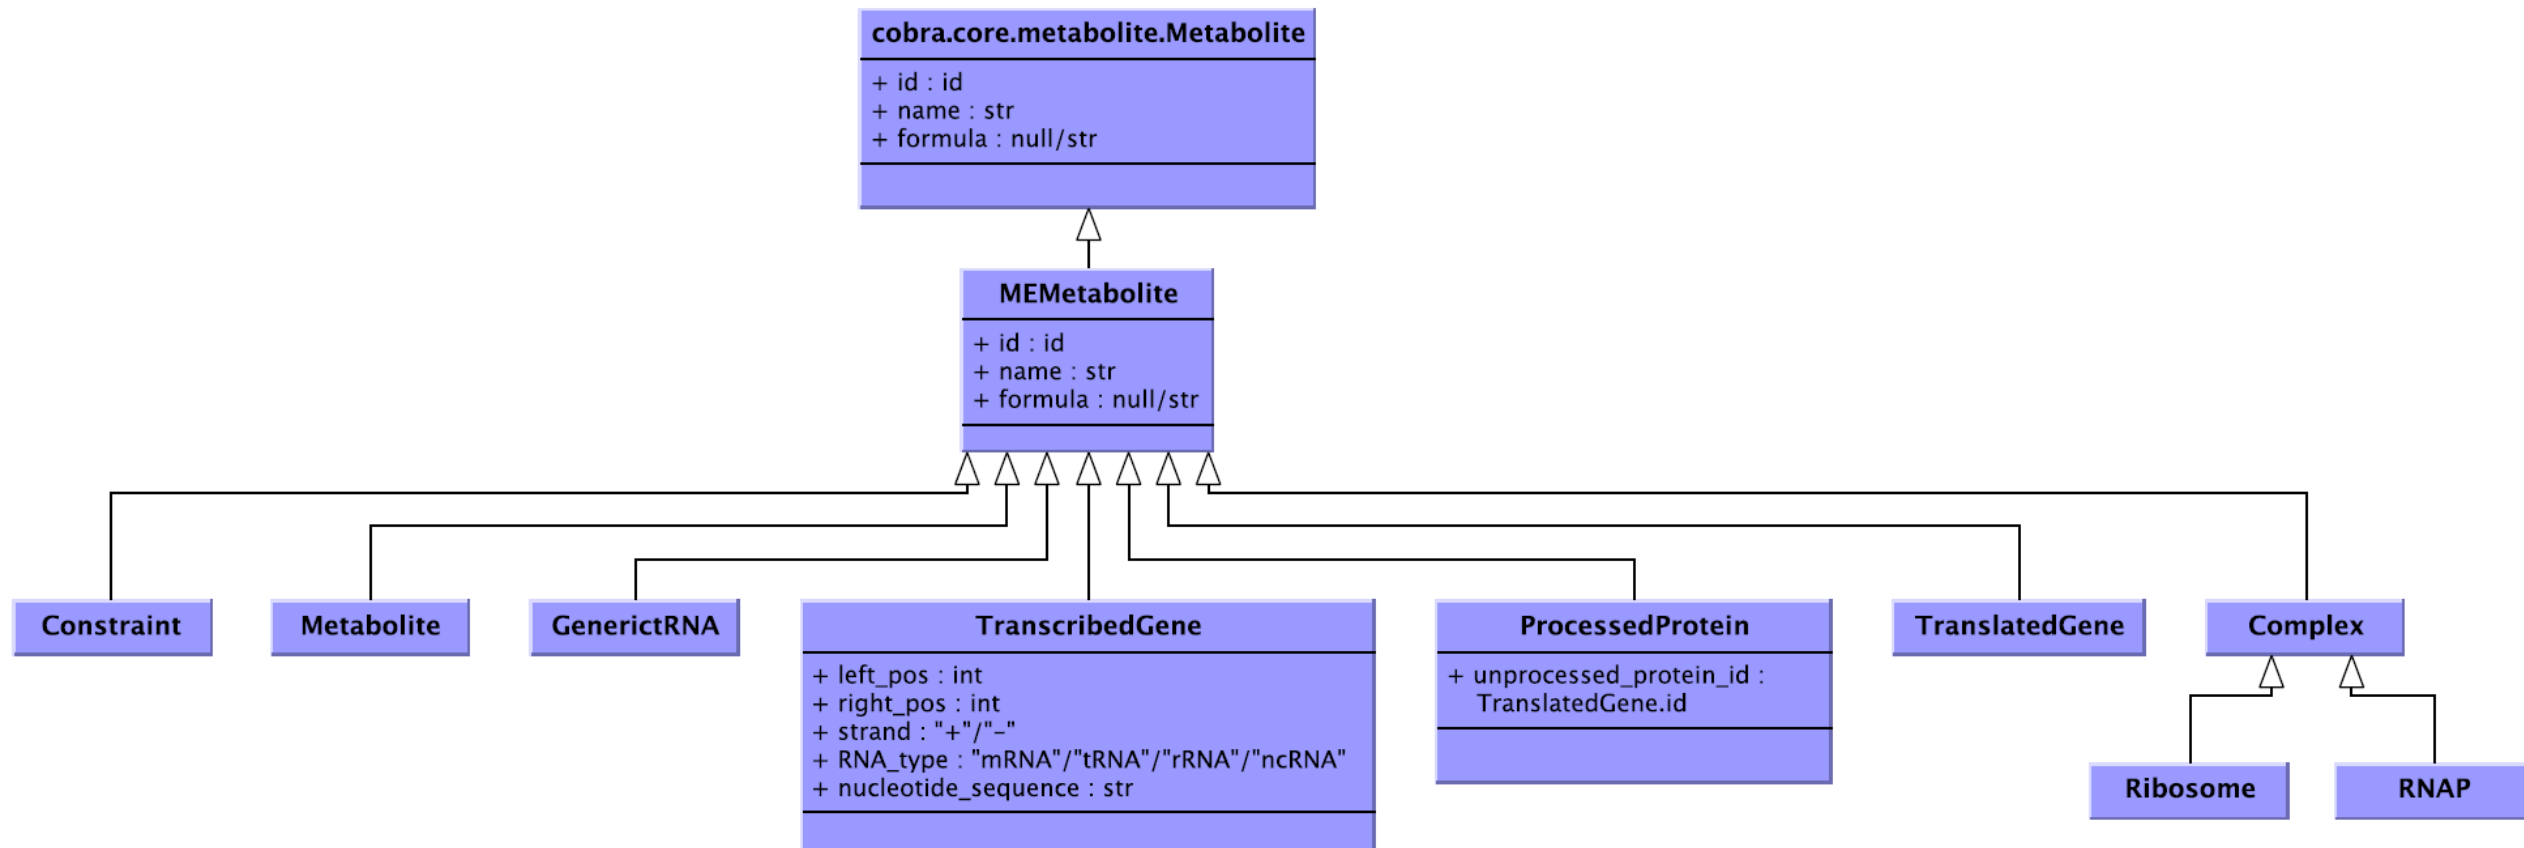 cobra.core.metabolite.Metabolite
+ id : id
+ name : str
+ formula : null/str
MEMetabolite
+ id : id
+ name : str
+ formula : null/str
Constraint
Metabolite
GenerictRNA
TranscribedGene
+ left_pos : int
+ right_pos : int
+ strand : "+"/"-"
+ RNA_type : "mRNA"/"tRNA"/"rRNA"/"ncRNA"
+ nucleotide_sequence : str
ProcessedProtein
+ unprocessed_protein_id :
TranslatedGene.id
TranslatedGene
Complex
Ribosome
RNAP